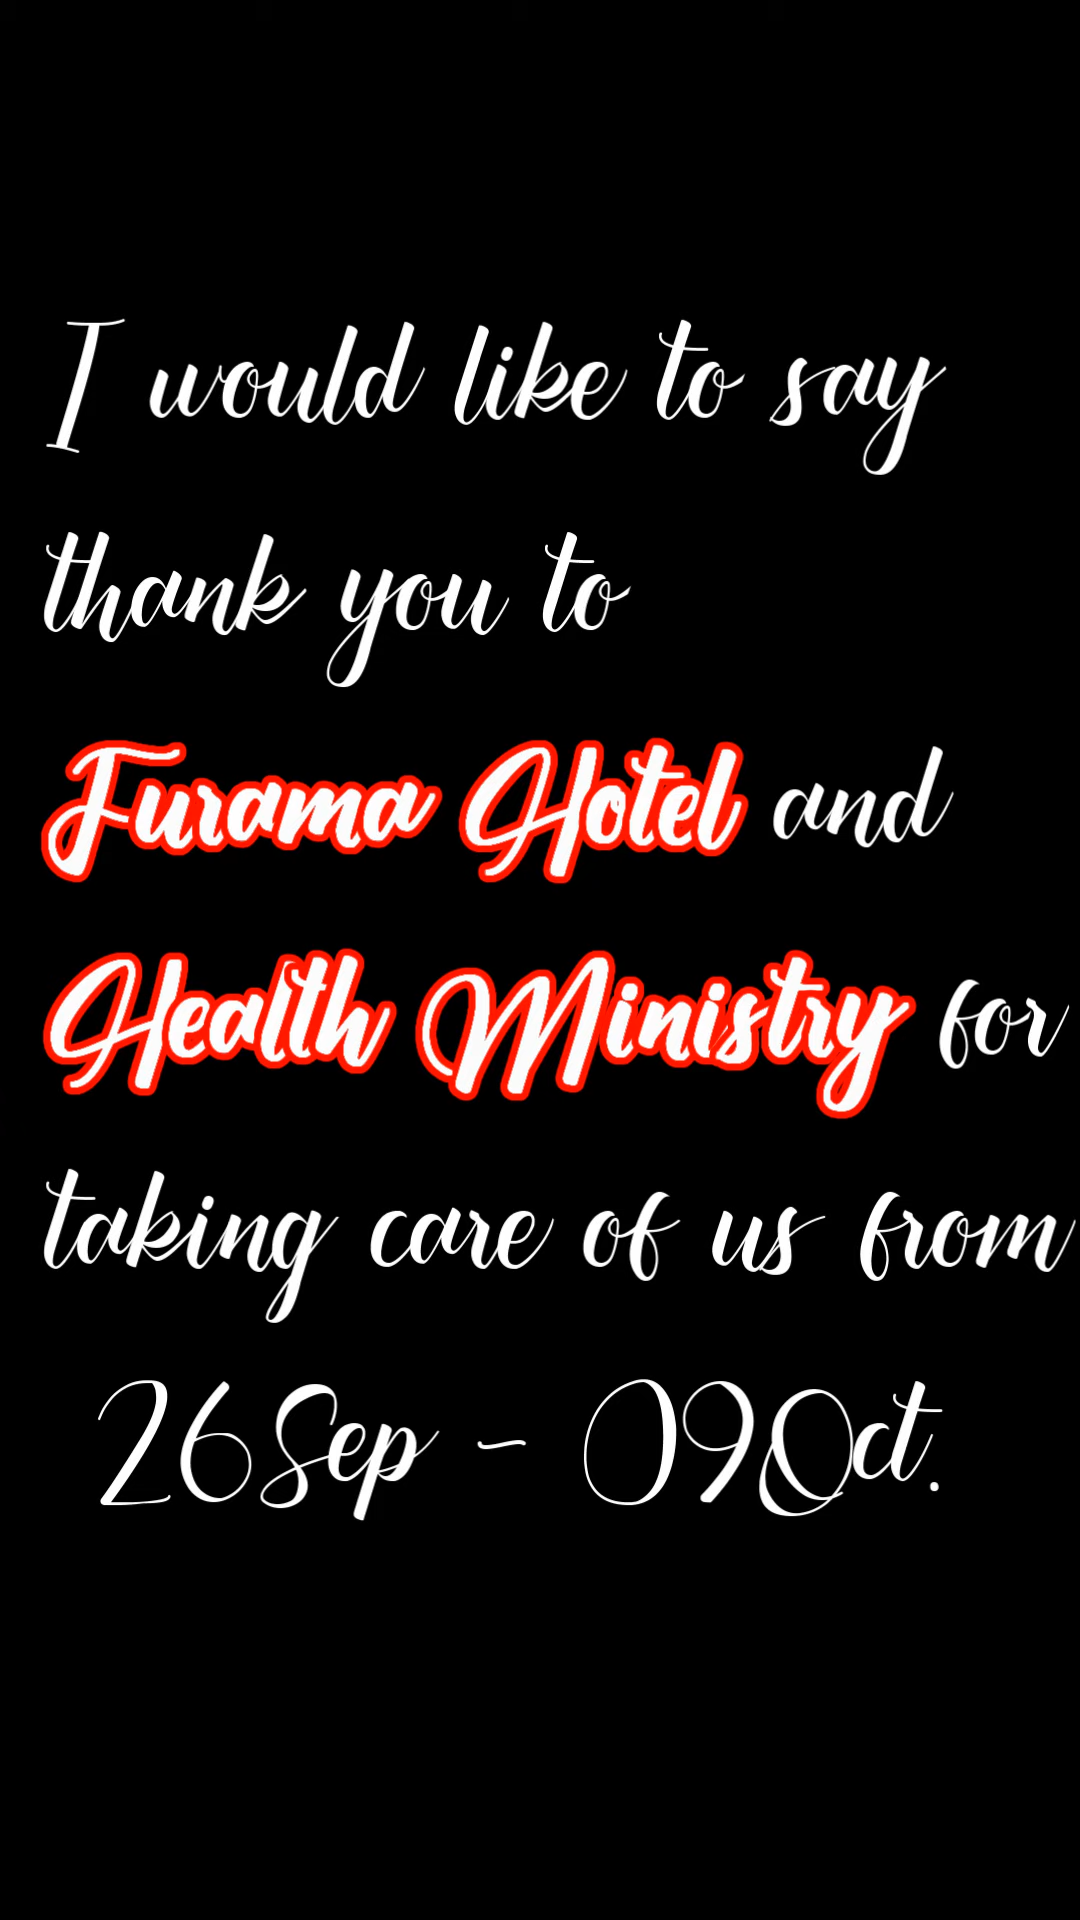 I would like to say
thank you to
Furama Hotel and
Health Ministry for
taking care of us from
26Sep - 09Oct.